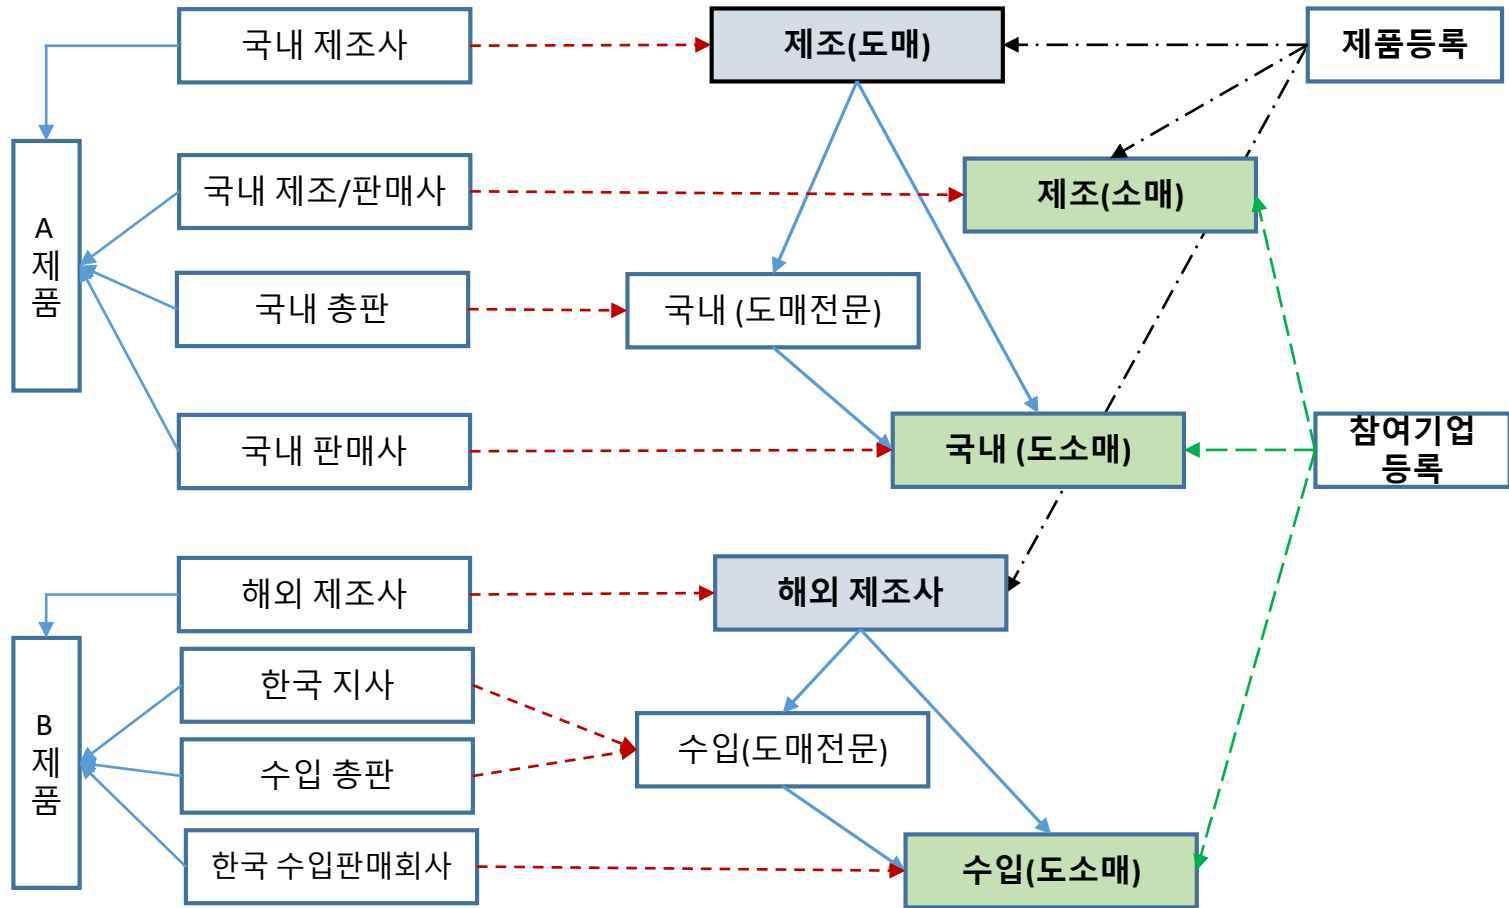 국내 제조사
제조(도매)
제품등록
국내 제조/판매사
제조(소매)
A
제
품
국내 총판
국내 (도매전문)
국내 판매사
국내 (도소매)
참여기업
등록
해외 제조사
해외 제조사
한국 지사
B
제
품
수입(도매전문)
수입 총판
한국 수입판매회사
수입(도소매)